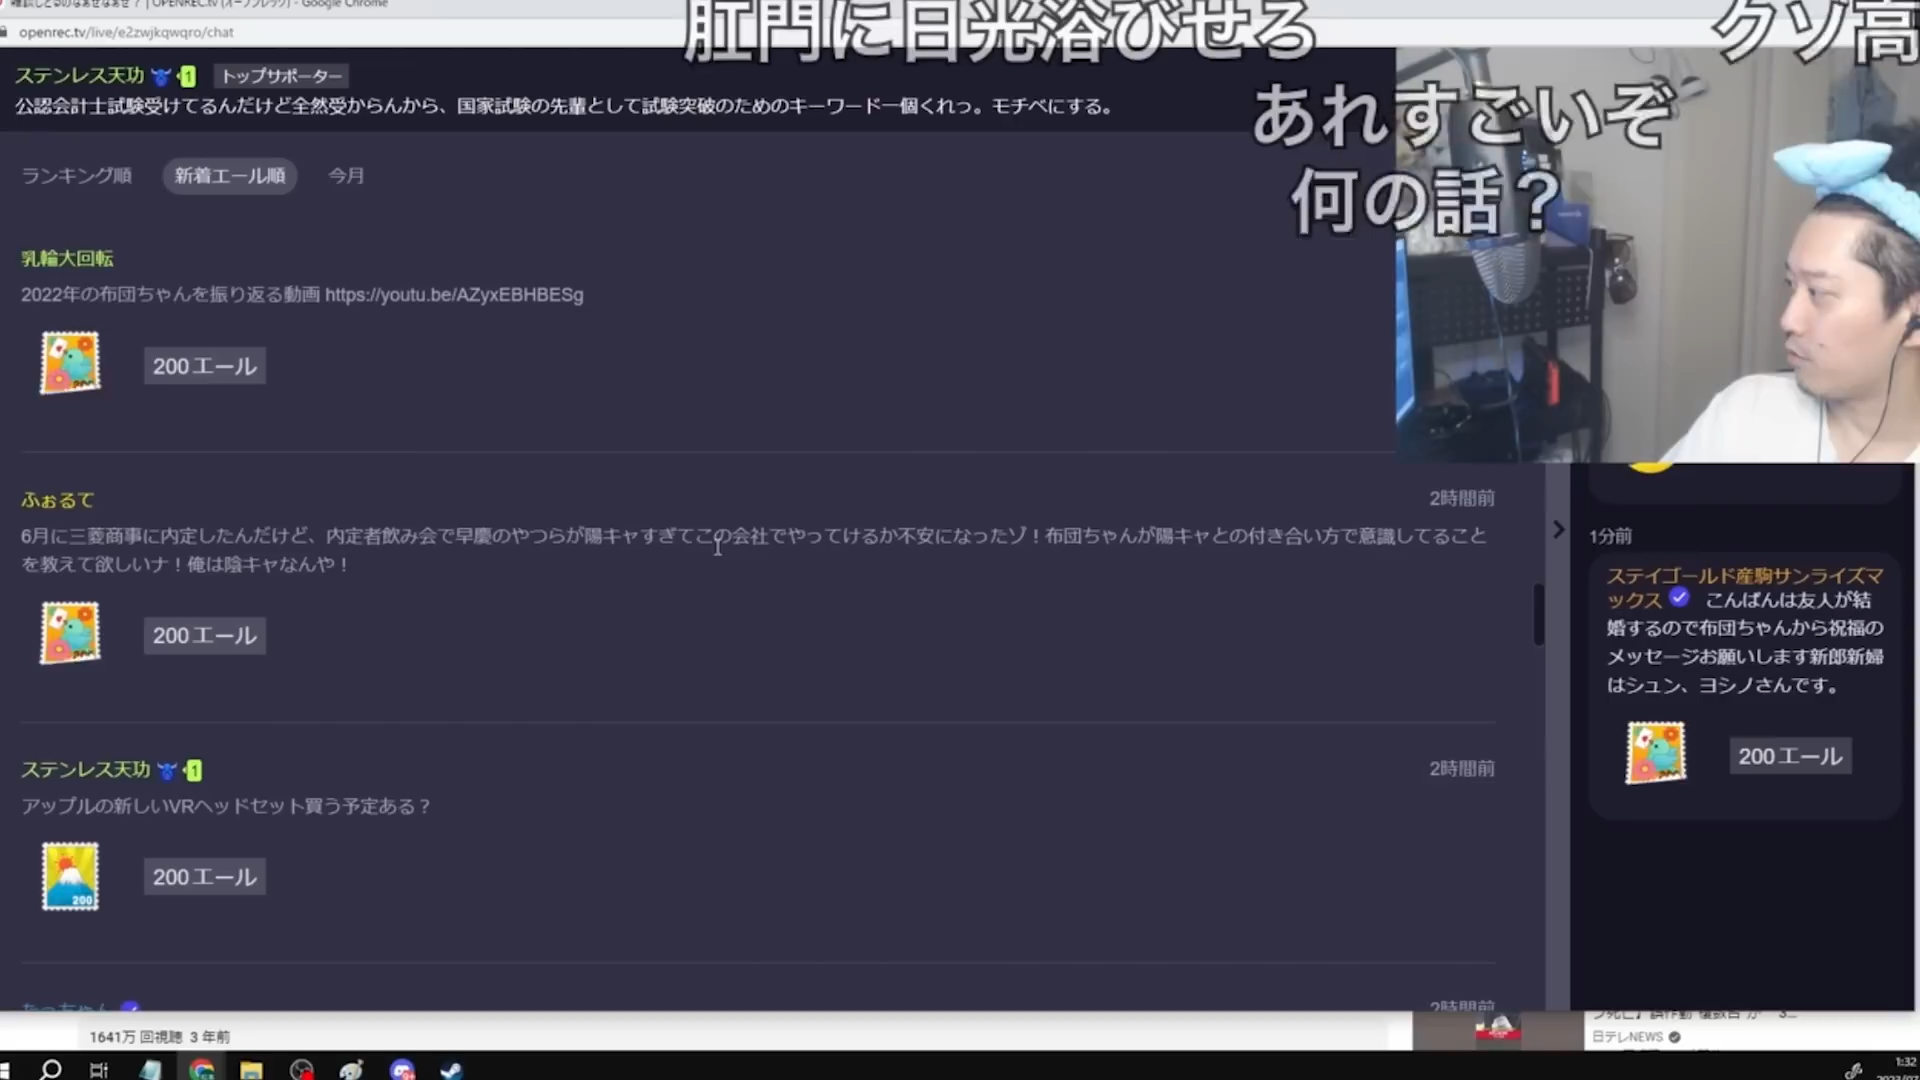 OPENREC.tv (オープンレック) - Google Chrome
openrec.tv/live/e2zwjkqwqro/chat
肛門に日光浴びせろ
クソ高
あれすごいぞ
何の話？
ステンレス天功 1 トップサポーター
公認会計士試験受けてるんだけど全然受からんから、国家試験の先輩として試験突破のためのキーワード一個くれっ。モチベにする。
ランキング順 新着エール順 今月
乳輪大回転
2022年の布団ちゃんを振り返る動画 https://youtu.be/AZyxEBHBESg
200エール
ふぉるて 2時間前
6月に三菱商事に内定したんだけど、内定者飲み会で早慶のやつらが陽キャすぎてこの会社でやってけるか不安になったゾ！布団ちゃんが陽キャとの付き合い方で意識してること
を教えて欲しいナ！俺は陰キャなんや！
200エール
ステンレス天功 1 2時間前
アップルの新しいVRヘッドセット買う予定ある？
200
200エール
2時間前
1分前
ステイゴールド産駒サンライズマ
ックス こんばんは友人が結
婚するので布団ちゃんから祝福の
メッセージお願いします新郎新婦
はシュン、ヨシノさんです。
200エール
1641万 回視聴 3 年前
日テレNEWS
1:32